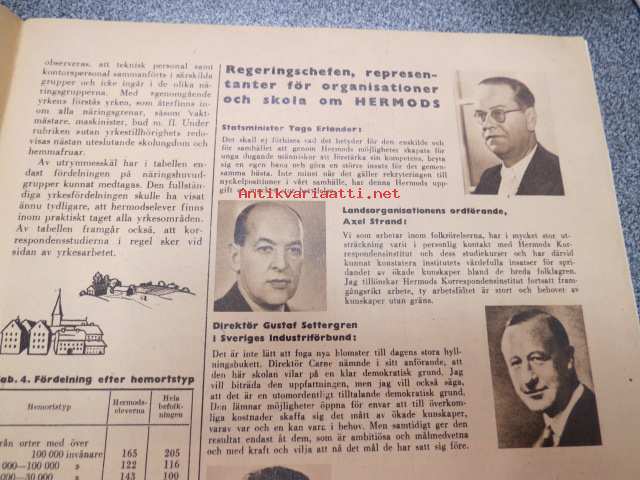 observeras, att teknisk personal samt
kontorspersonal sammanförts i särskilda
grupper och icke ingår i de olika nä-
ringsgrupperna. Med egenomgående
yrken förstås yrken, som återfinns inom
alla näringsgrenar, såsom vakt-
mästare, maskinister, bud m. fl. Under
rubriken »utan yrkestillhörighet» redo-
visas nästan uteslutande skolungdom och
hemmafruar.
Av utrymmesskäl har i tabellen en-
dast fördelningen på näringshuvud-
grupper kunnat medtagas. Den fullstän-
diga yrkesfördelningen skulle ha visat
ännu tydligare, att hermodselever finns
inom praktiskt taget alla yrkesområden.
Av tabellen framgår också, att kor-
respondensstudierna i regel sker vid
sidan av yrkesarbetet.
Tab. 4. Fördelning efter hemortstyp
Hemortstyp
Hermods-
eleverna
Hela
befolk-
ningen
från orter med över
100 000 invånare 165 205
000—100 000 » 122 116
000—30 000 » 143 100
Regeringschefen, represen-
tanter för organisationer
och skola om HERMODS
Statsminister Tage Erlander:
Det skall ej förhinas vad det betyder för den enskilde och
för samhället att genom Hermods möjlighet skapats för
unga dugande människor att förstärka sin kompetens, bryta
sig en egen bana och göra en större insats för det gemen-
samma bästa. Inte minst när det gäller rekryteringen till
nyckelpositioner i vårt samhälle, har denna Hermods upp-
gift
Antikvariaatti.net
Landsorganisationens ordförande,
Axel Strand:
Vi som arbetar inom folkrörelserna, har i mycket stor ut-
sträckning varit i personlig kontakt med Hermods Kor-
respondensinstitut och dess studiekurser och har därvid
kunnat konstatera institutets värdefulla insatser för spri-
dandet av ökade kunskaper bland de breda folklagren.
Jag tillönskar Hermods Korrespondensinstitut fortsatt fram-
gångsrikt arbete, ty arbetsfältet är stort och behovet av
kunskaper utan gräns.
Direktör Gustaf Settergren
i Sveriges Industriförbund:
Det är inte lätt att foga nya blomster till dagens stora hyll-
ningsbukett. Direktör Carne nämnde i sitt anförande, att
den här skolan vilar på en klar demokratisk grund. Jag
vill biträda den uppfattningen, men jag vill också säga,
att det är en utomordentligt tilltalande demokratisk grund.
Den lämnar möjligheter öppna för envar att till överkom-
liga kostnader skaffa sig det mått av ökade kunskaper,
varav var och en kan vara i behov. Men samtidigt ger den
resultat endast åt dem, som är ambitiösa och målmedvetna
och med kraft och vilja att nå det mål de har satt sig före.